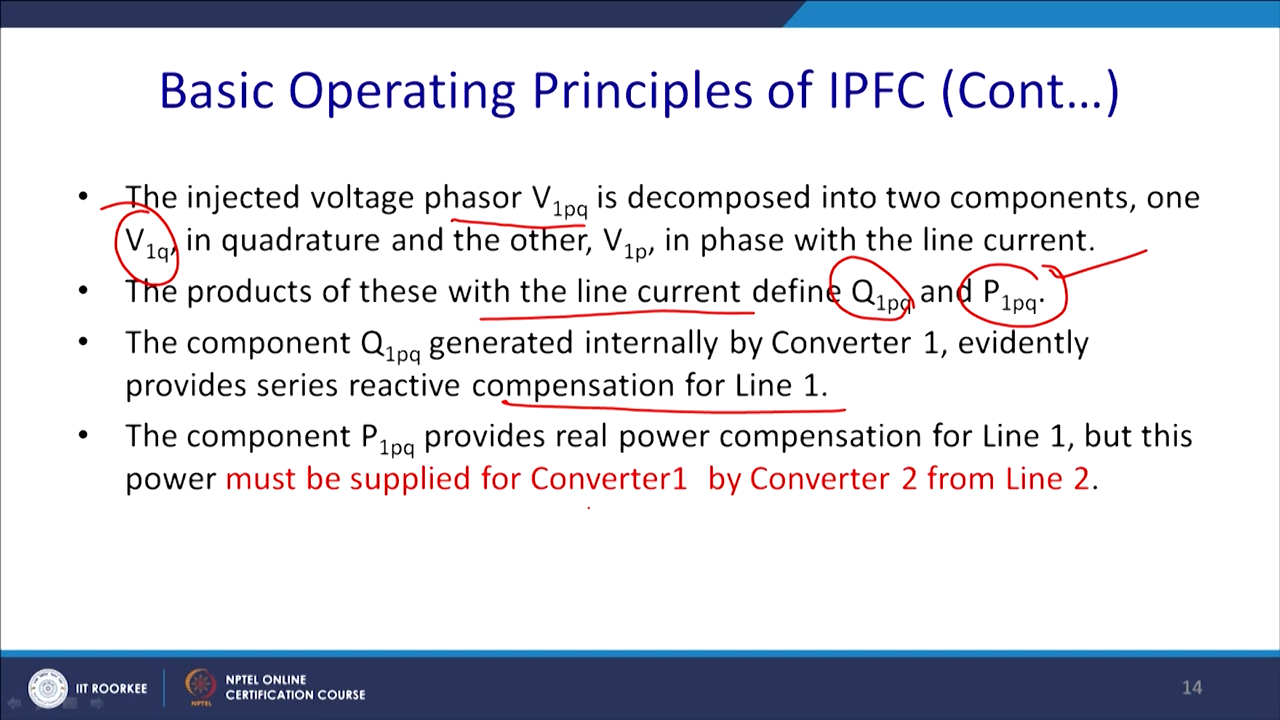 Basic Operating Principles of IPFC (Cont...)
• The injected voltage phasor V1pq is decomposed into two components, one
V1q, in quadrature and the other, V1p, in phase with the line current.
• The products of these with the line current define Q1pq and P1pq.
• The component Q1pq generated internally by Converter 1, evidently
provides series reactive compensation for Line 1.
• The component P1pq provides real power compensation for Line 1, but this
power must be supplied for Converter1 by Converter 2 from Line 2.
IIT ROORKEE
NPTEL
NPTEL ONLINE
CERTIFICATION COURSE
14